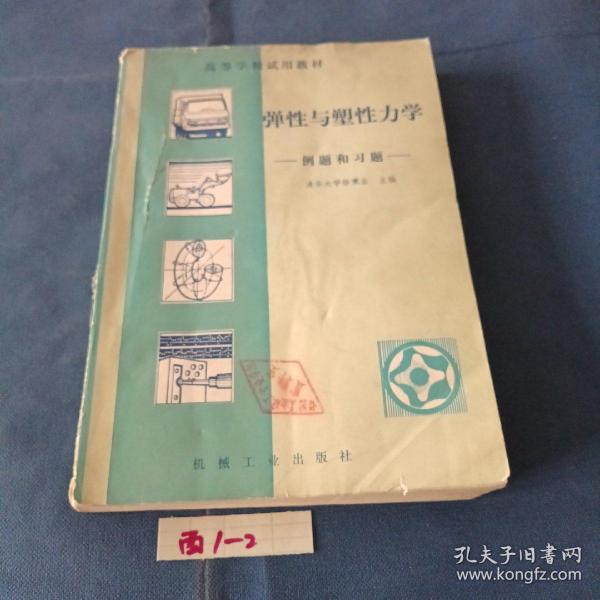 高等学校试用教材
弹性与塑性力学
—例题和习题—
清华大学徐秉业 主编
机械工业出版社
西1-2
孔夫子旧书网
www.kongfz.com